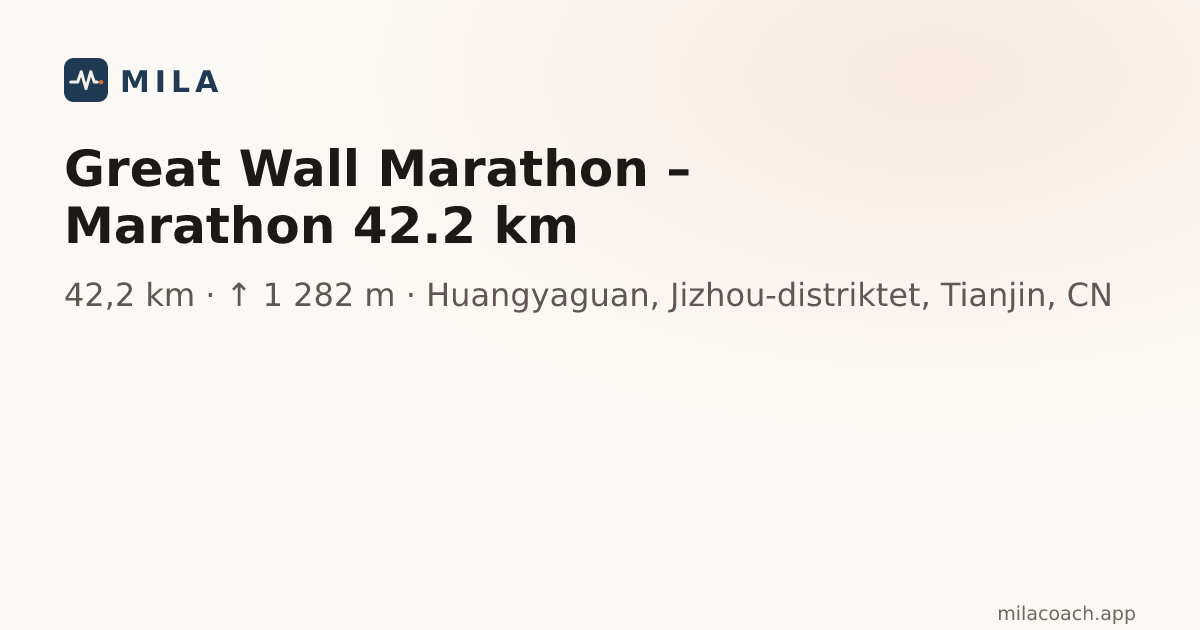 MILA
Great Wall Marathon –
Marathon 42.2 km
42,2 km · ↑ 1 282 m · Huangyaguan, Jizhou-distriktet, Tianjin, CN
milacoach.app